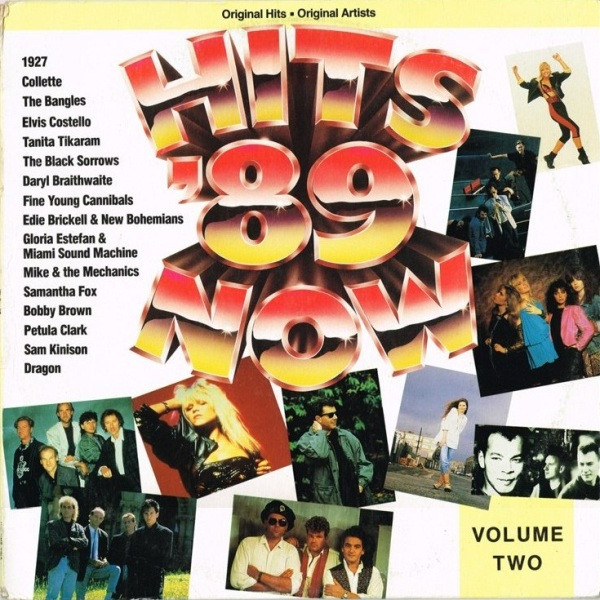 Original Hits • Original Artists
HITS
'89
NOW
1927
Collette
The Bangles
Elvis Costello
Tanita Tikaram
The Black Sorrows
Daryl Braithwaite
Fine Young Cannibals
Edie Brickell & New Bohemians
Gloria Estefan &
Miami Sound Machine
Mike & the Mechanics
Samantha Fox
Bobby Brown
Petula Clark
Sam Kinison
Dragon
VOLUME
TWO